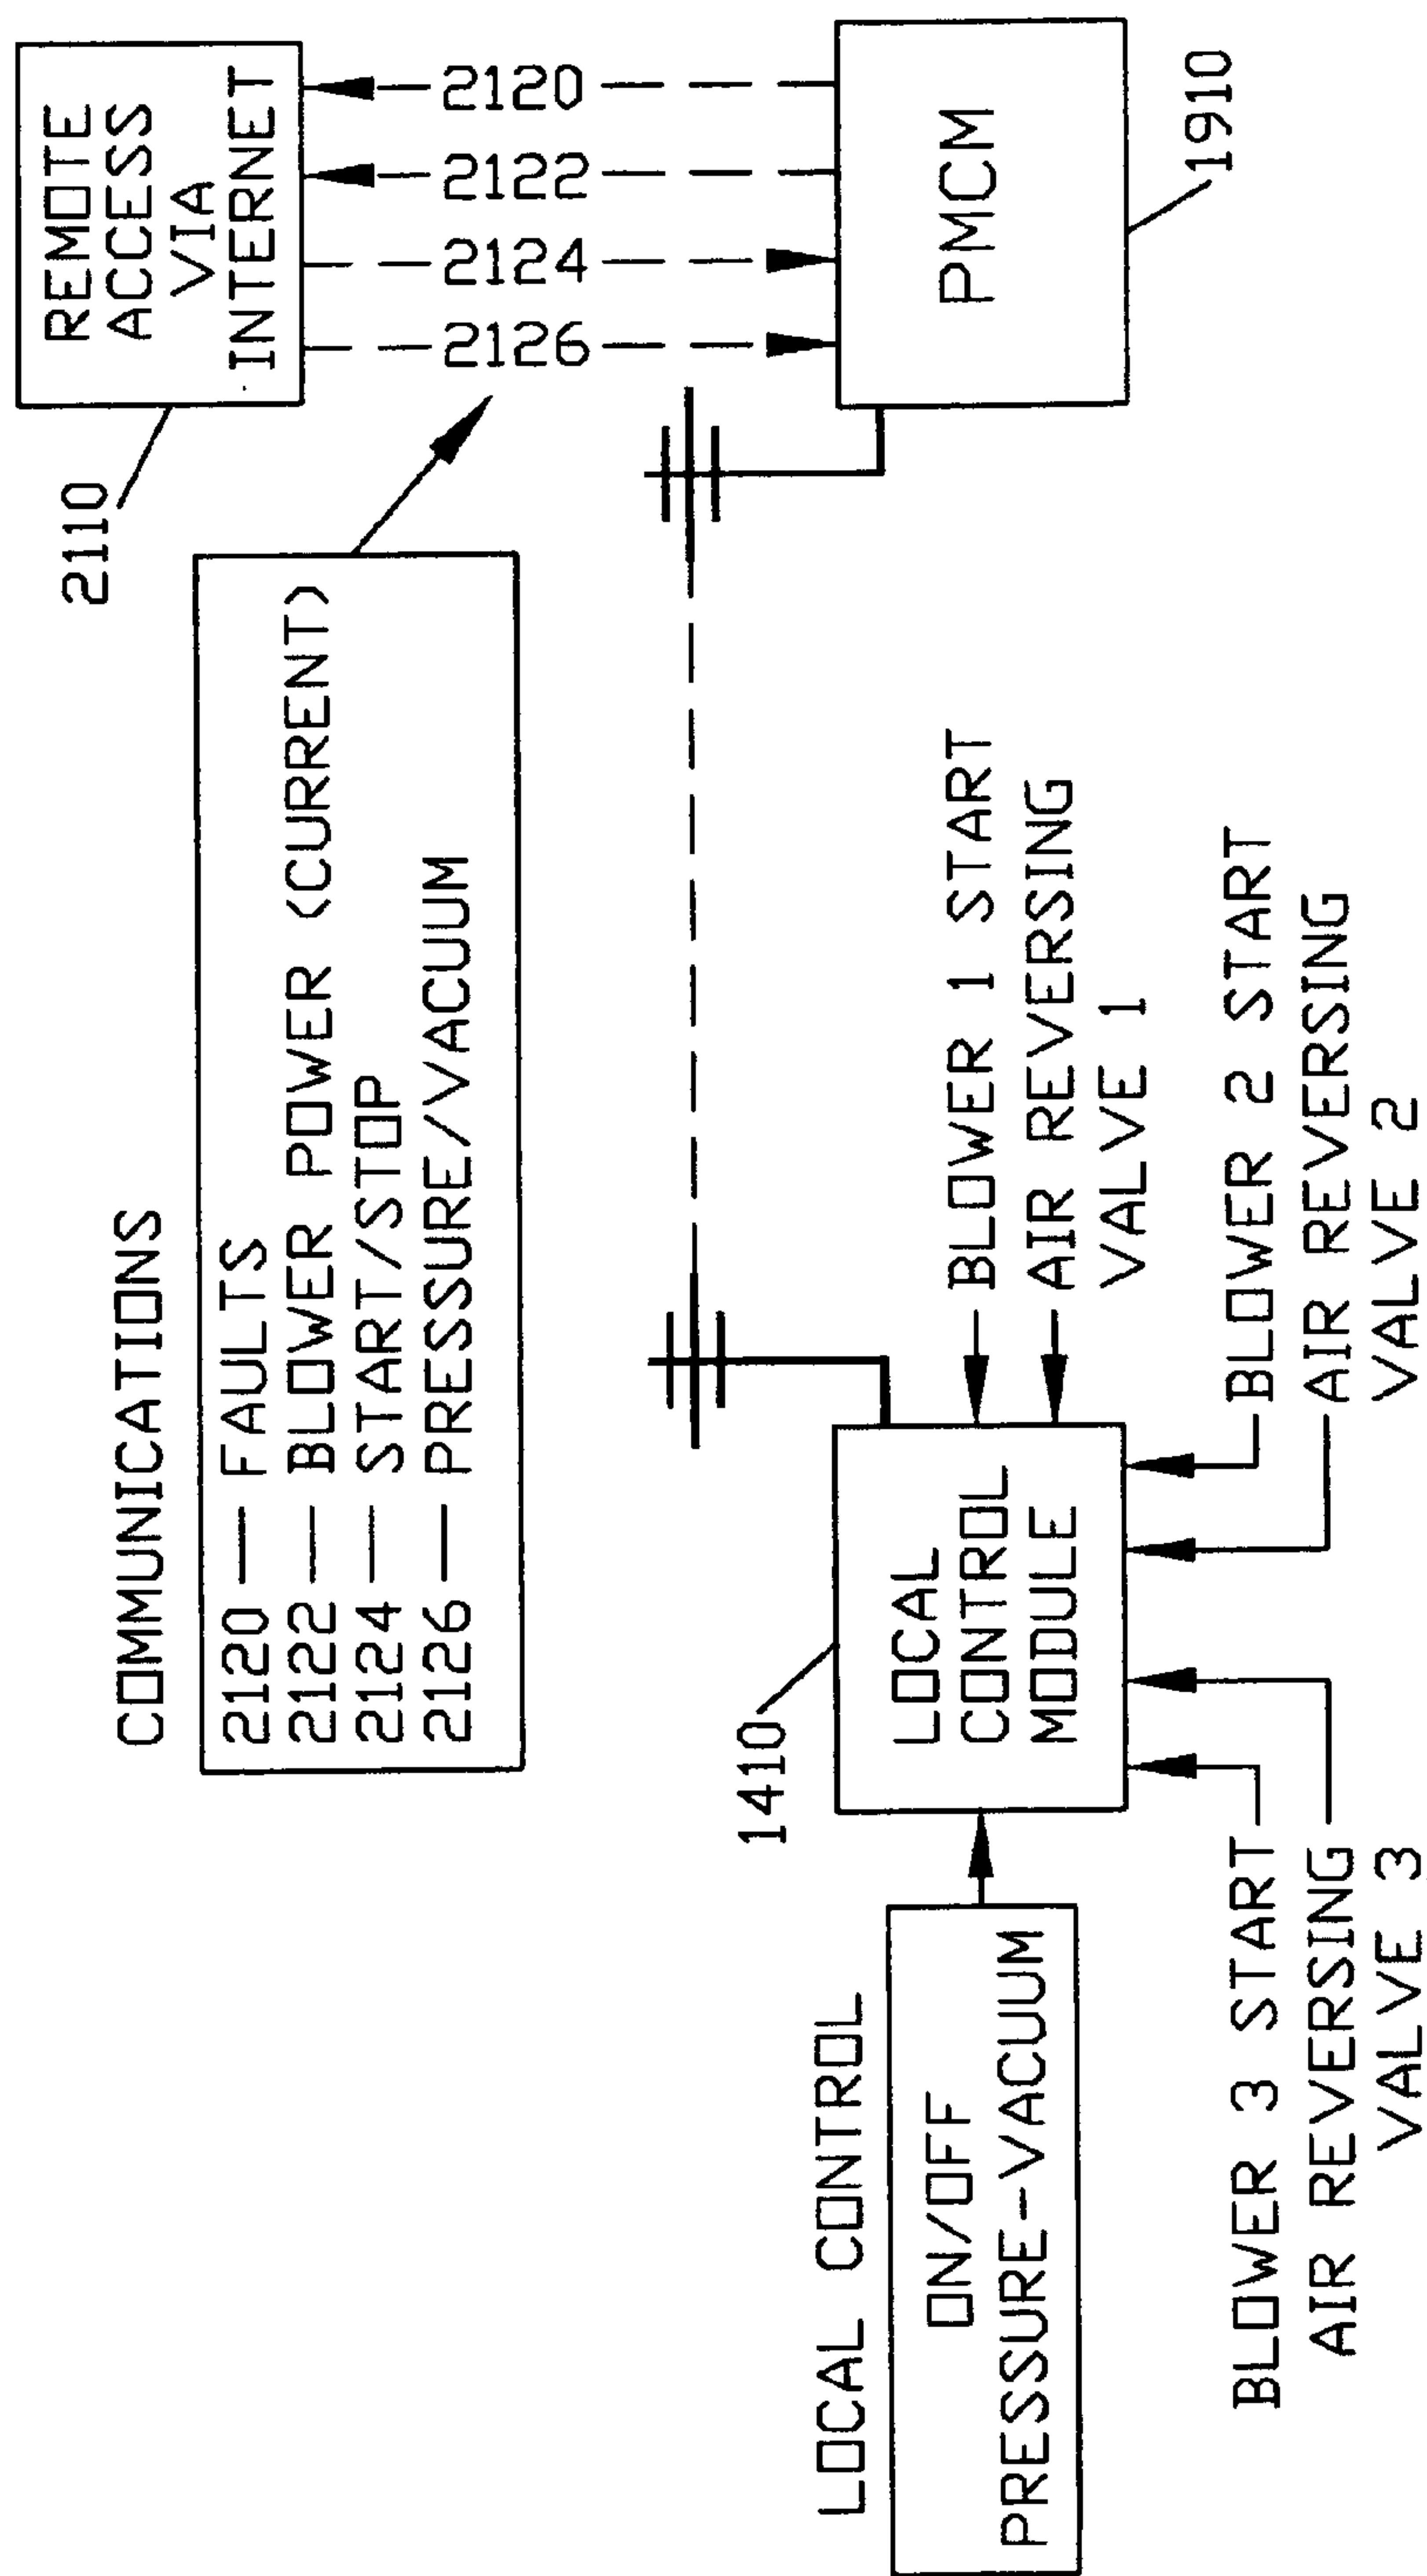 COMMUNICATIONS
2120 — FAULTS
2122 — BLOWER POWER (CURRENT)
2124 — START/STOP
2126 — PRESSURE/VACUUM
2110
REMOTE
ACCESS
VIA
INTERNET
2120
2122
2124
2126
PMCM
1910
LOCAL CONTROL
ON/OFF
PRESSURE-VACUUM
1410
LOCAL
CONTROL
MODULE
BLOWER 1 START
AIR REVERSING
VALVE 1
BLOWER 2 START
AIR REVERSING
VALVE 2
BLOWER 3 START
AIR REVERSING
VALVE 3